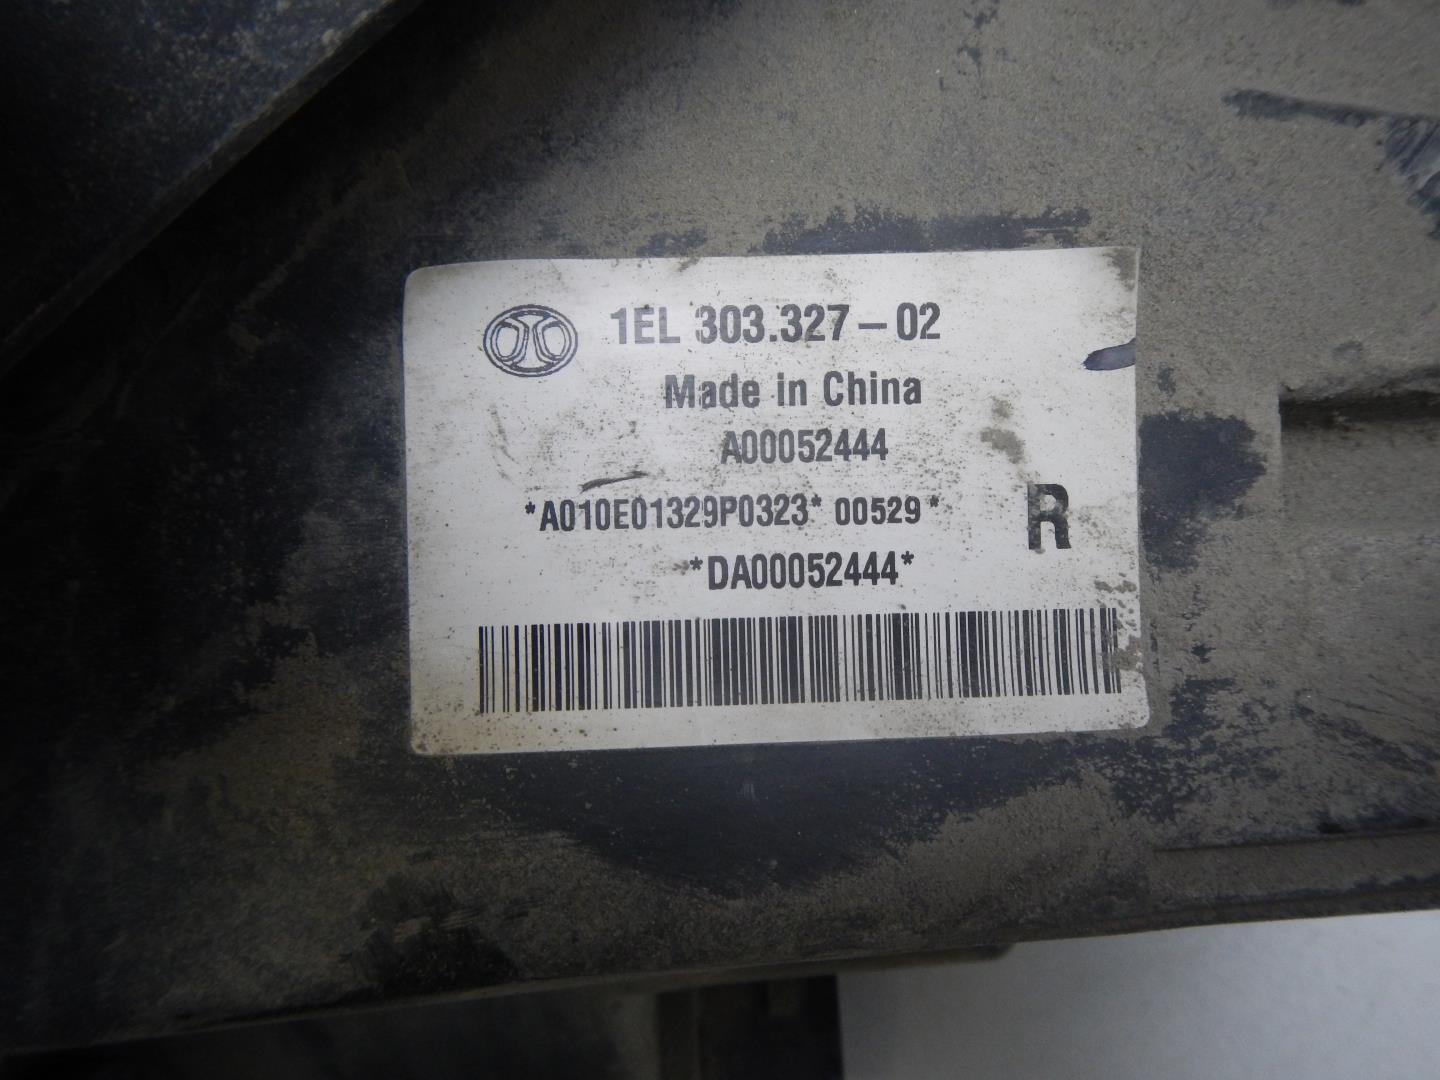 1EL 303.327-02
Made in China
A00052444
*A010E01329P0323* 00529*
R
*DA00052444*